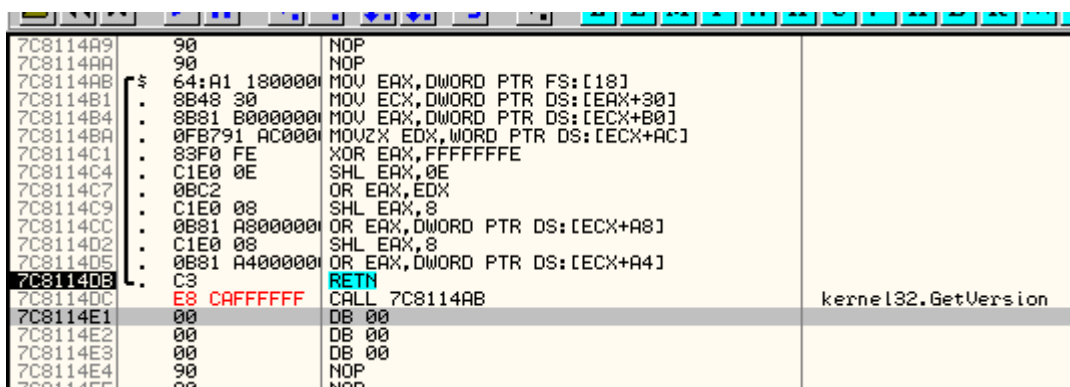 7C8114A9 90 NOP
7C8114AA 90 NOP
7C8114AB $ 64:A1 1800000 MOV EAX,DWORD PTR FS:[18]
7C8114B1 . 8B48 30 MOV ECX,DWORD PTR DS:[EAX+30]
7C8114B4 . 8B81 B0000000 MOV EAX,DWORD PTR DS:[ECX+B0]
7C8114BA . 0FB791 AC000 MOVZX EDX,WORD PTR DS:[ECX+AC]
7C8114C1 . 83F0 FE XOR EAX,FFFFFFFE
7C8114C4 . C1E0 0E SHL EAX,0E
7C8114C7 . 0BC2 OR EAX,EDX
7C8114C9 . C1E0 08 SHL EAX,8
7C8114CC . 0B81 A8000000 OR EAX,DWORD PTR DS:[ECX+A8]
7C8114D2 . C1E0 08 SHL EAX,8
7C8114D5 . 0B81 A4000000 OR EAX,DWORD PTR DS:[ECX+A4]
7C8114DB . C3 RETN
7C8114DC E8 CAFFFFFF CALL 7C8114AB kernel32.GetVersion
7C8114E1 00 DB 00
7C8114E2 00 DB 00
7C8114E3 00 DB 00
7C8114E4 90 NOP